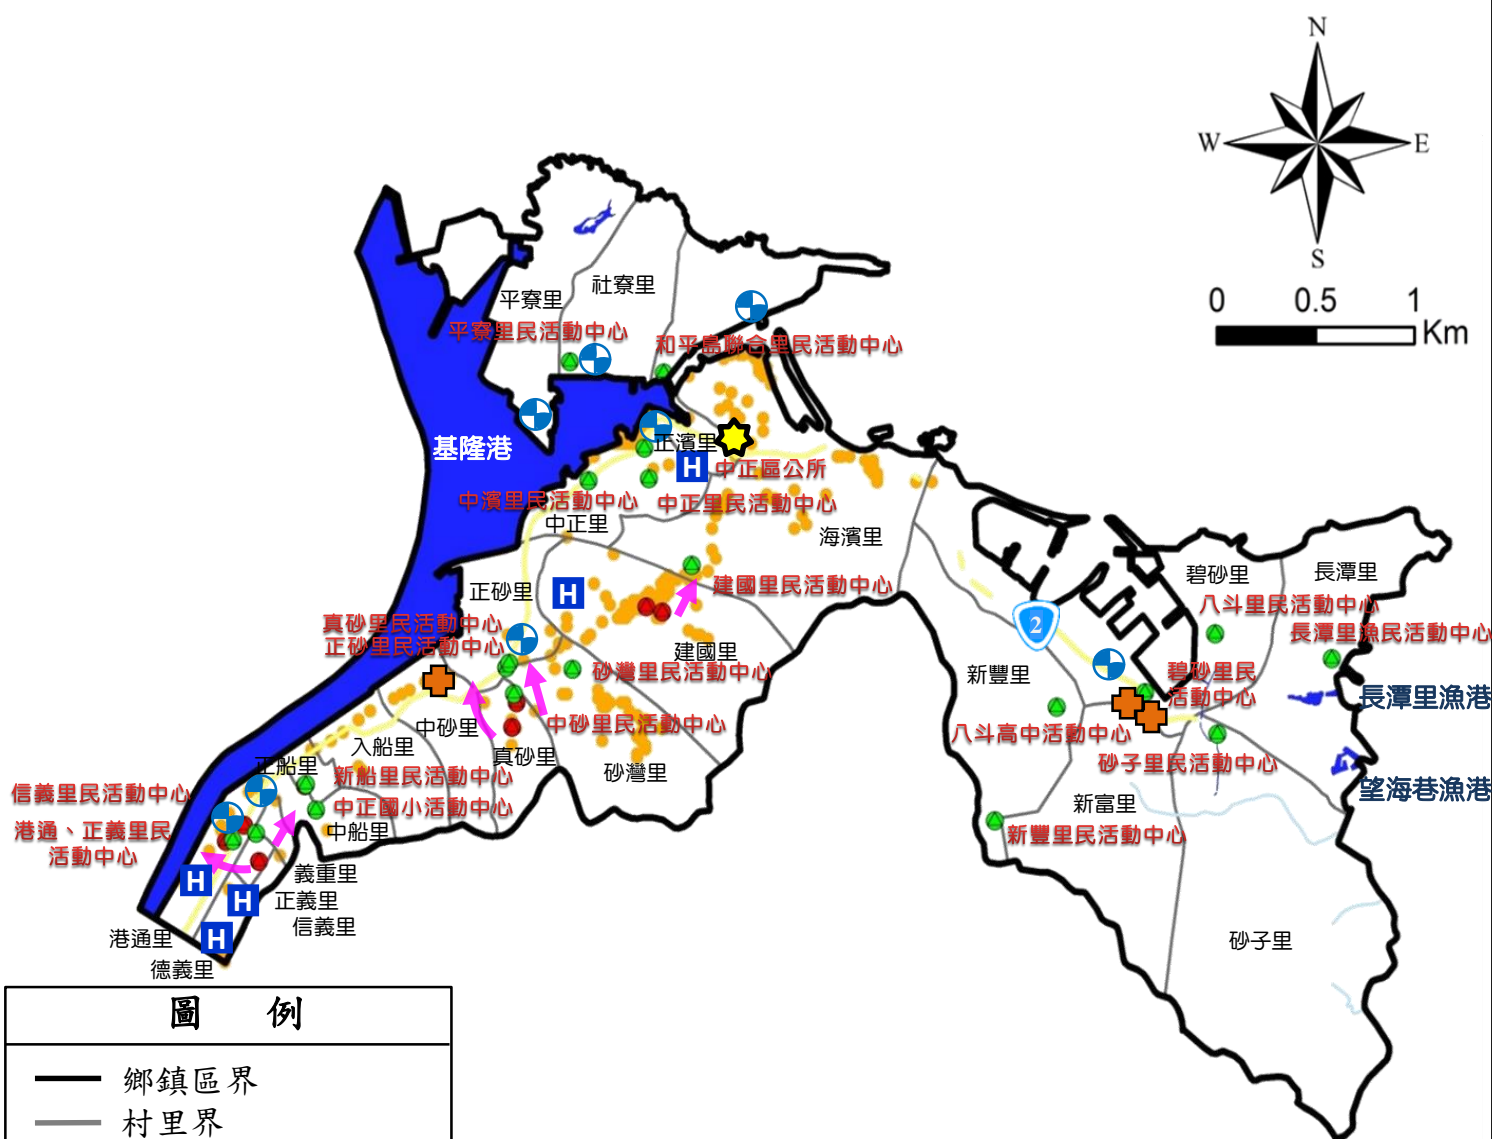 N
W
E
S
0
0.5
1
Km
社寮里
平寮里
平寮里民活動中心
和平島聯合里民活動中心
基隆港
正濱里
H
中正區公所
中濱里民活動中心
中正里民活動中心
中正里
海濱里
碧砂里
長潭里
建國里民活動中心
正砂里
H
八斗里民活動中心
真砂里民活動中心
2
長潭里漁民活動中心
正砂里民活動中心
建國里
砂灣里民活動中心
新豐里
碧砂里民
活動中心
長潭里漁港
中砂里
中砂里民活動中心
八斗高中活動中心
入船里
真砂里
砂子里民活動中心
正船里
新船里民活動中心
砂灣里
信義里民活動中心
望海巷漁港
中正國小活動中心
新富里
港通、正義里民
活動中心
中船里
新豐里民活動中心
義重里
H
正義里
H
信義里
港通里
H
砂子里
德義里
圖 例
鄉鎮區界
村里界